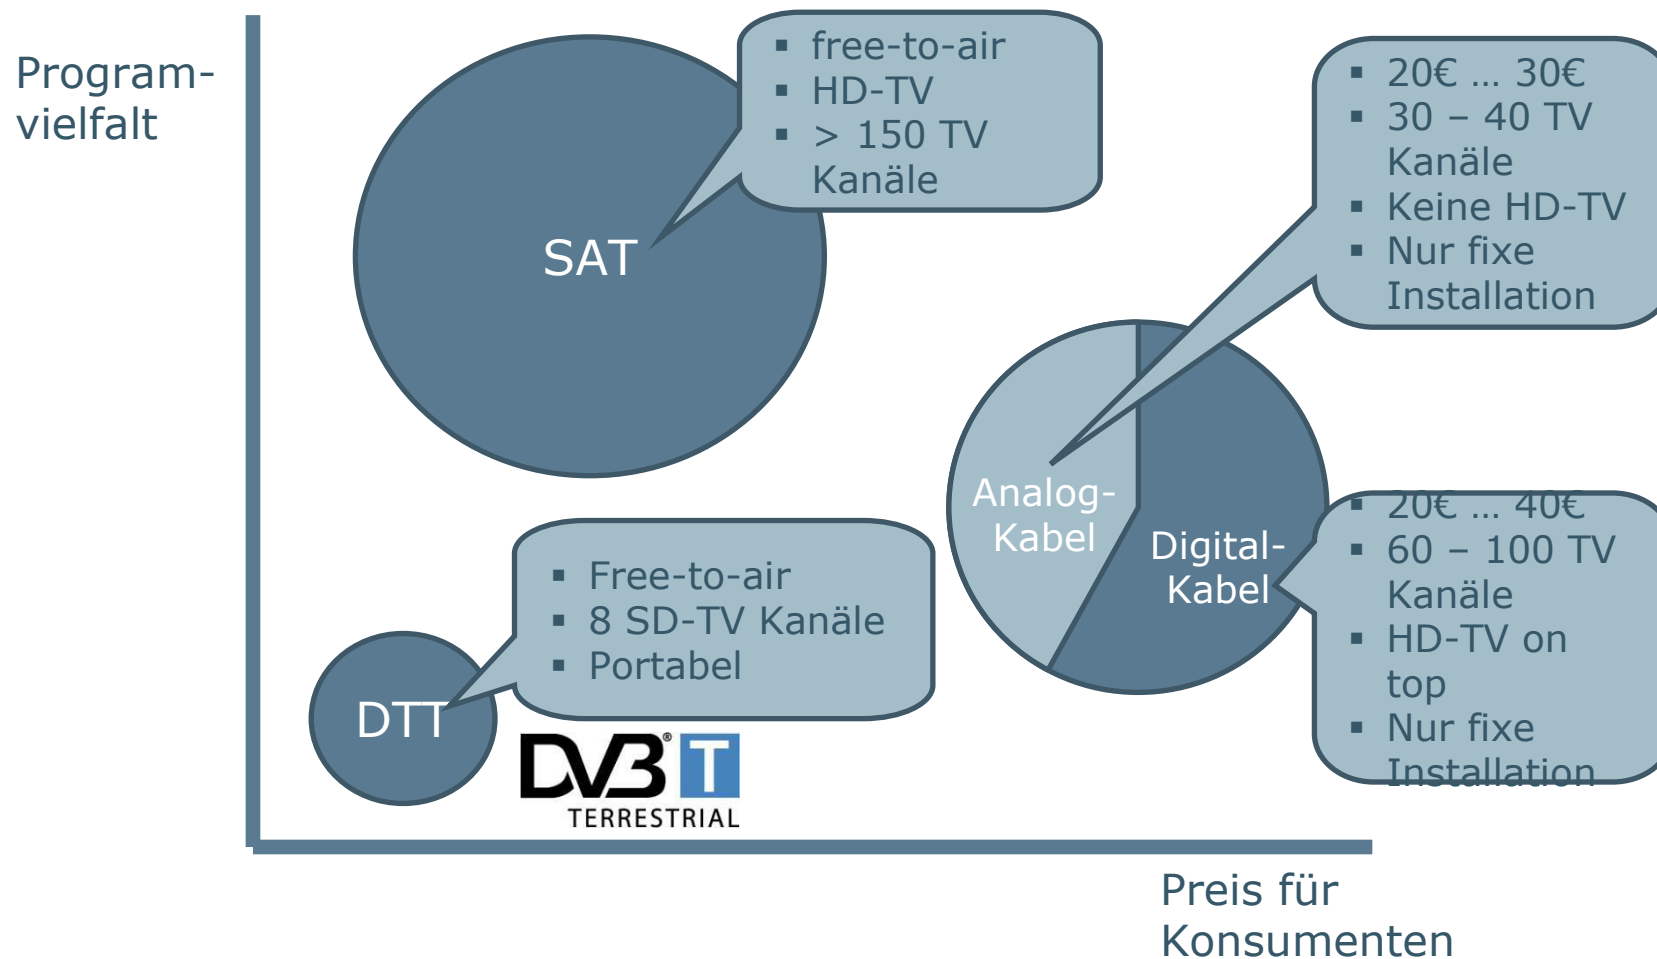 Program-
vielfalt
▪ free-to-air
▪ HD-TV
▪ > 150 TV
Kanäle
SAT
▪ 20€ … 30€
▪ 30 – 40 TV
Kanäle
▪ Keine HD-TV
▪ Nur fixe
Installation
Analog-
Kabel
Digital-
Kabel
▪ 20€ … 40€
▪ 60 – 100 TV
Kanäle
▪ HD-TV on
top
▪ Nur fixe
Installation
▪ Free-to-air
▪ 8 SD-TV Kanäle
▪ Portabel
DTT
DVB® T
TERRESTRIAL
Preis für
Konsumenten